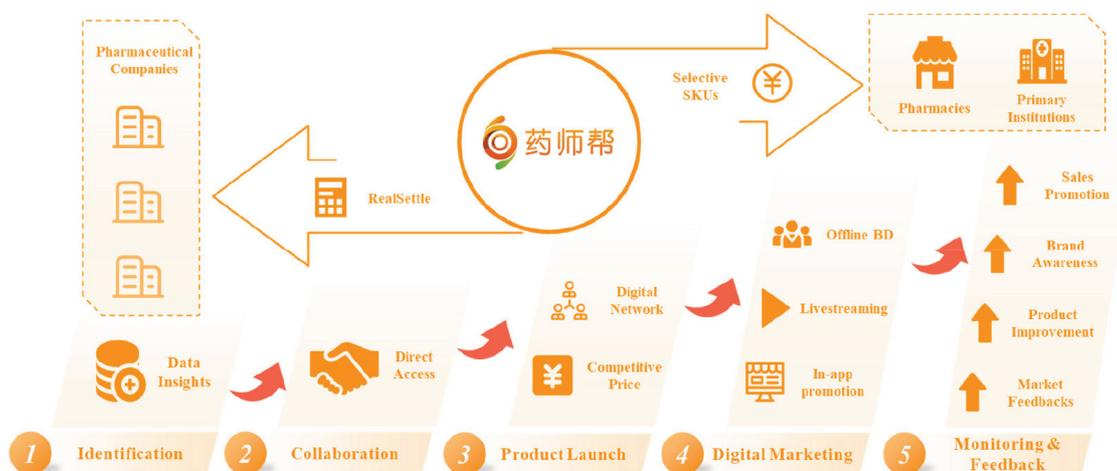 Pharmaceutical
Companies
RealSettle
药师帮
Selective
SKUs
¥
Pharmacies
Primary
Institutions
Data
Insights
Direct
Access
Digital
Network
¥
Competitive
Price
Offline BD
Livestreaming
In-app
promotion
Sales
Promotion
Brand
Awareness
Product
Improvement
Market
Feedbacks
1 Identification
2 Collaboration
3 Product Launch
4 Digital Marketing
5 Monitoring &
Feedback